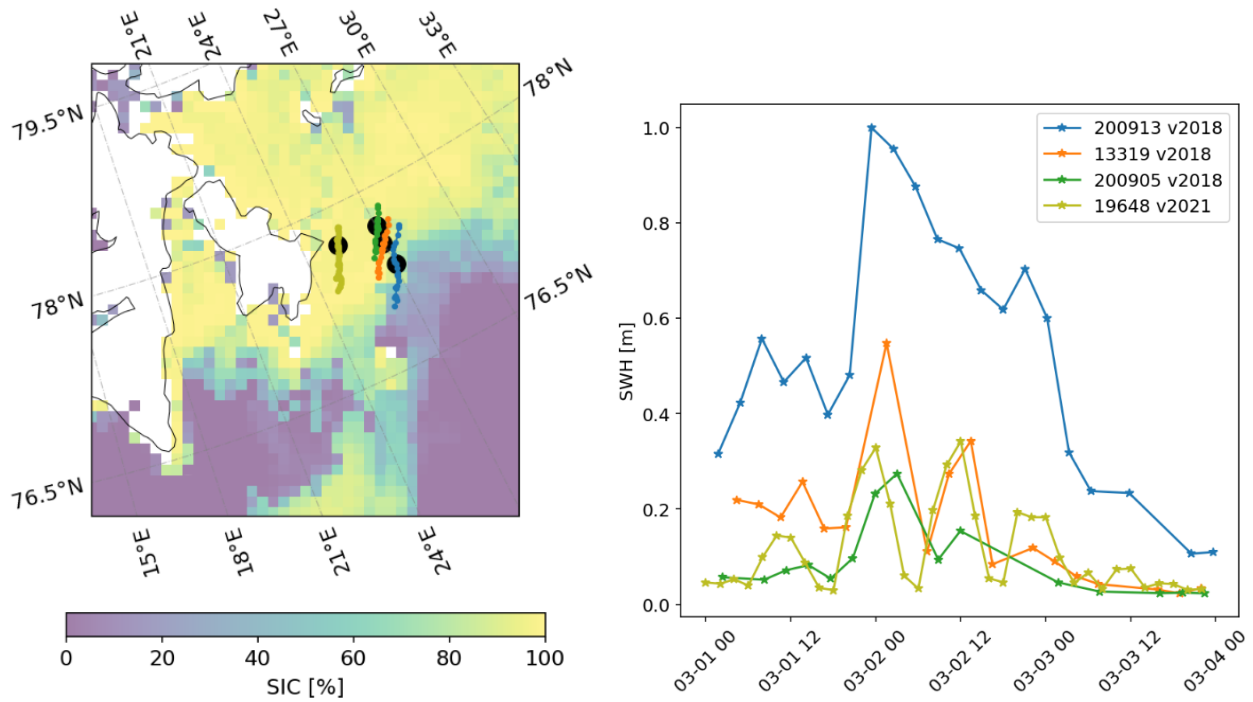 21°E 24°E 27°E 30°E 33°E
79.5°N
78°N
78°N
76.5°N
76.5°N
15°E 18°E 21°E 24°E
0 20 40 60 80 100
SIC [%]
SWH [m]
1.0
0.8
0.6
0.4
0.2
0.0
200913 v2018
13319 v2018
200905 v2018
19648 v2021
03-01 00 03-01 12 03-02 00 03-02 12 03-03 00 03-03 12 03-04 00